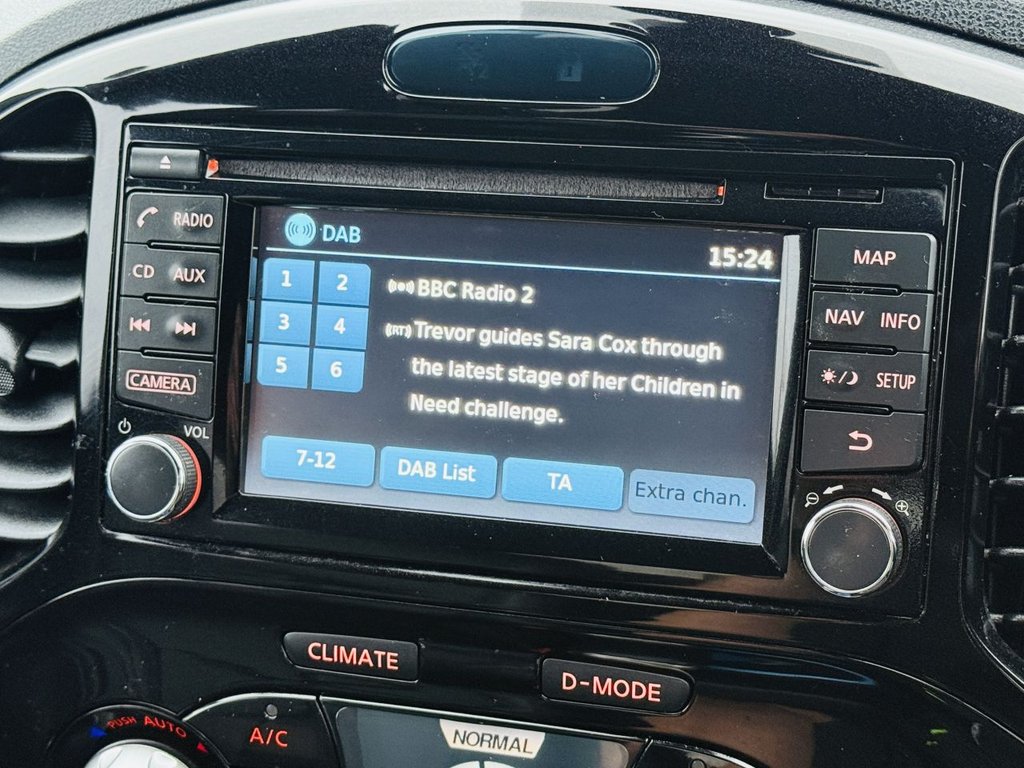 RADIO
CD AUX
CAMERA
VOL
DAB
15:24
1 2
3 4
5 6
BBC Radio 2
(RT) Trevor guides Sara Cox through
the latest stage of her Children in
Need challenge.
7-12
DAB List
TA
Extra chan.
MAP
NAV INFO
SETUP
CLIMATE
D-MODE
PUSH AUTO
A/C
NORMAL